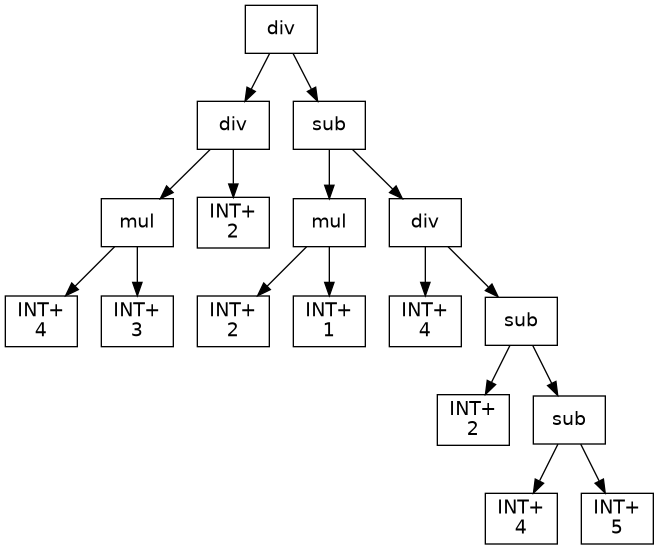 div
div
sub
mul
INT+
2
mul
div
INT+
4
INT+
3
INT+
2
INT+
1
INT+
4
sub
INT+
2
sub
INT+
4
INT+
5